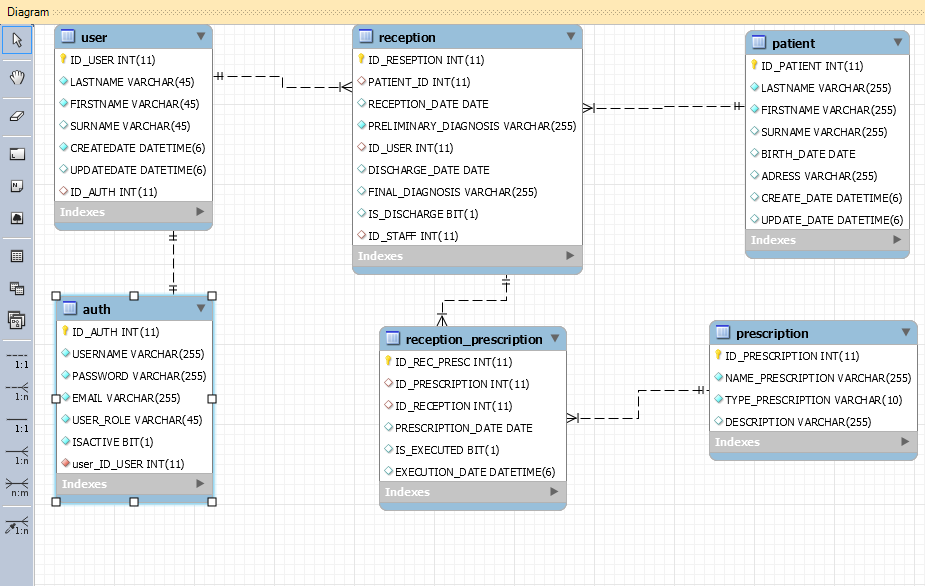 Diagram
user
ID_USER INT(11)
LASTNAME VARCHAR(45)
FIRSTNAME VARCHAR(45)
SURNAME VARCHAR(45)
CREATEDATE DATETIME(6)
UPDATEDATE DATETIME(6)
ID_AUTH INT(11)
Indexes
reception
ID_RESEPTION INT(11)
PATIENT_ID INT(11)
RECEPTION_DATE DATE
PRELIMINARY_DIAGNOSIS VARCHAR(255)
ID_USER INT(11)
DISCHARGE_DATE DATE
FINAL_DIAGNOSIS VARCHAR(255)
IS_DISCHARGE BIT(1)
ID_STAFF INT(11)
Indexes
patient
ID_PATIENT INT(11)
LASTNAME VARCHAR(255)
FIRSTNAME VARCHAR(255)
SURNAME VARCHAR(255)
BIRTH_DATE DATE
ADRESS VARCHAR(255)
CREATE_DATE DATETIME(6)
UPDATE_DATE DATETIME(6)
Indexes
auth
ID_AUTH INT(11)
USERNAME VARCHAR(255)
PASSWORD VARCHAR(255)
EMAIL VARCHAR(255)
USER_ROLE VARCHAR(45)
ISACTIVE BIT(1)
user_ID_USER INT(11)
Indexes
reception_prescription
ID_REC_PRESC INT(11)
ID_PRESCRIPTION INT(11)
ID_RECEPTION INT(11)
PRESCRIPTION_DATE DATE
IS_EXECUTED BIT(1)
EXECUTION_DATE DATETIME(6)
Indexes
prescription
ID_PRESCRIPTION INT(11)
NAME_PRESCRIPTION VARCHAR(255)
TYPE_PRESCRIPTION VARCHAR(10)
DESCRIPTION VARCHAR(255)
Indexes
1:1
1:n
1:1
1:n
n:m
1:n